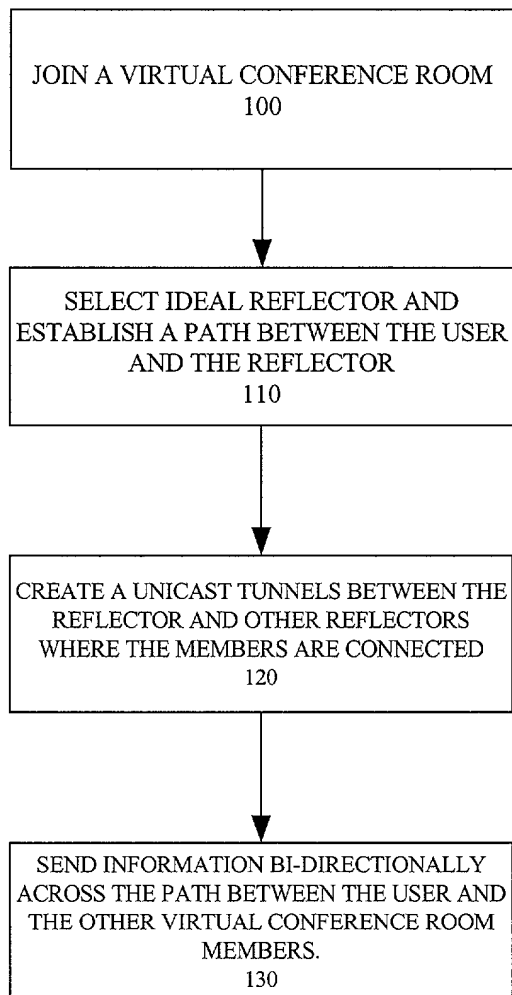 JOIN A VIRTUAL CONFERENCE ROOM
100
SELECT IDEAL REFLECTOR AND
ESTABLISH A PATH BETWEEN THE USER
AND THE REFLECTOR
110
CREATE A UNICAST TUNNELS BETWEEN THE
REFLECTOR AND OTHER REFLECTORS
WHERE THE MEMBERS ARE CONNECTED
120
SEND INFORMATION BI-DIRECTIONALLY
ACROSS THE PATH BETWEEN THE USER AND
THE OTHER VIRTUAL CONFERENCE ROOM
MEMBERS.
130